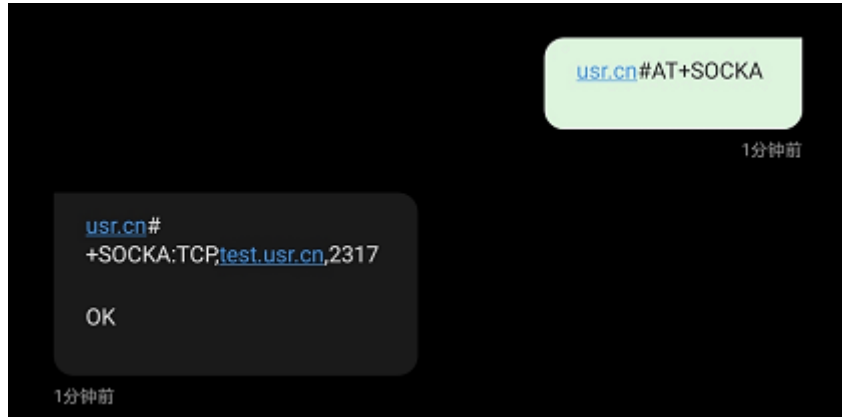 usr.cn#AT+SOCKA
1分钟前
usr.cn#
+SOCKA:TCP,test.usr.cn,2317
OK
1分钟前